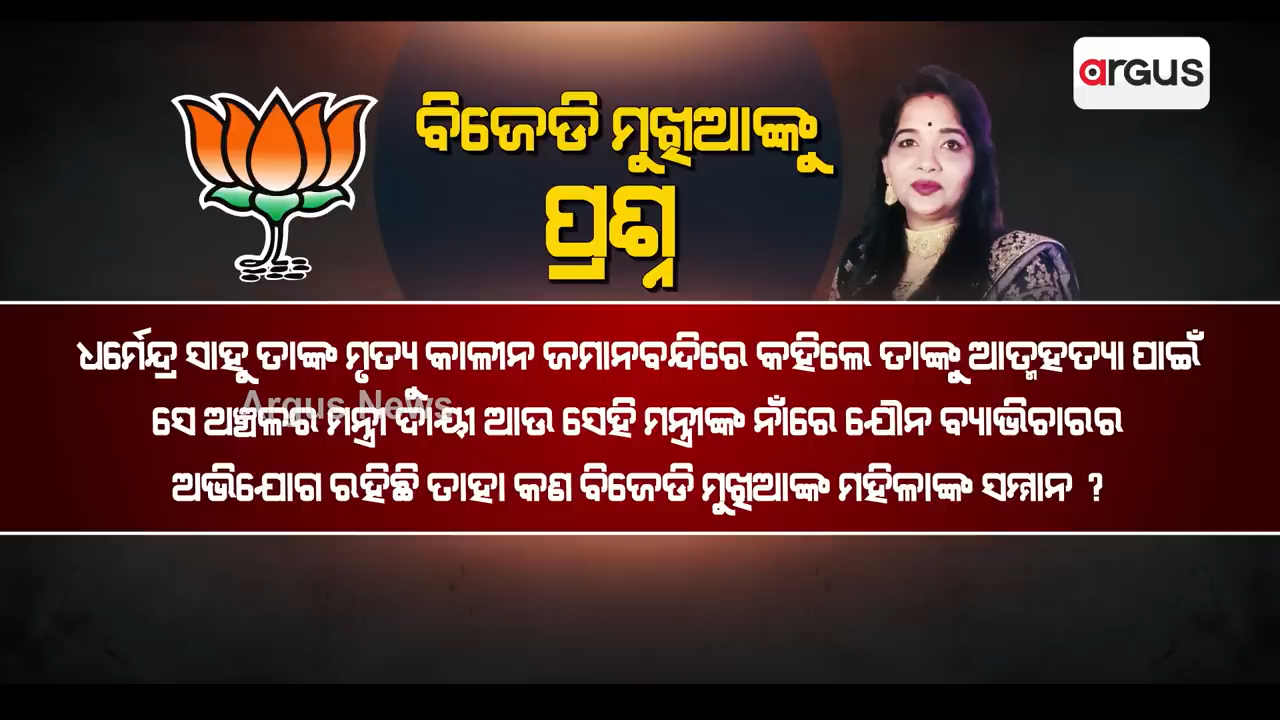 argus
ବିଜେଡି ମୁଖିଆଙ୍କୁ
ପ୍ରଶ୍ନ
ଧର୍ମେନ୍ଦ୍ର ସାହୁ ତାଙ୍କ ମୃତ୍ୟୁ କାଳୀନ ଜମାନବନ୍ଦିରେ କହିଲେ ତାଙ୍କୁ ଆତ୍ମହତ୍ୟା ପାଇଁ
Argus News
ସେ ଅଞ୍ଚଳର ମନ୍ତ୍ରୀ ଦାୟୀ ଆଉ ସେହି ମନ୍ତ୍ରୀଙ୍କ ନାଁରେ ଯୌନ ବ୍ୟାଭିଚାରର
ଅଭିଯୋଗ ରହିଛି ତାହା କଣ ବିଜେଡି ମୁଖିଆଙ୍କ ମହିଳାଙ୍କ ସମ୍ମାନ ?